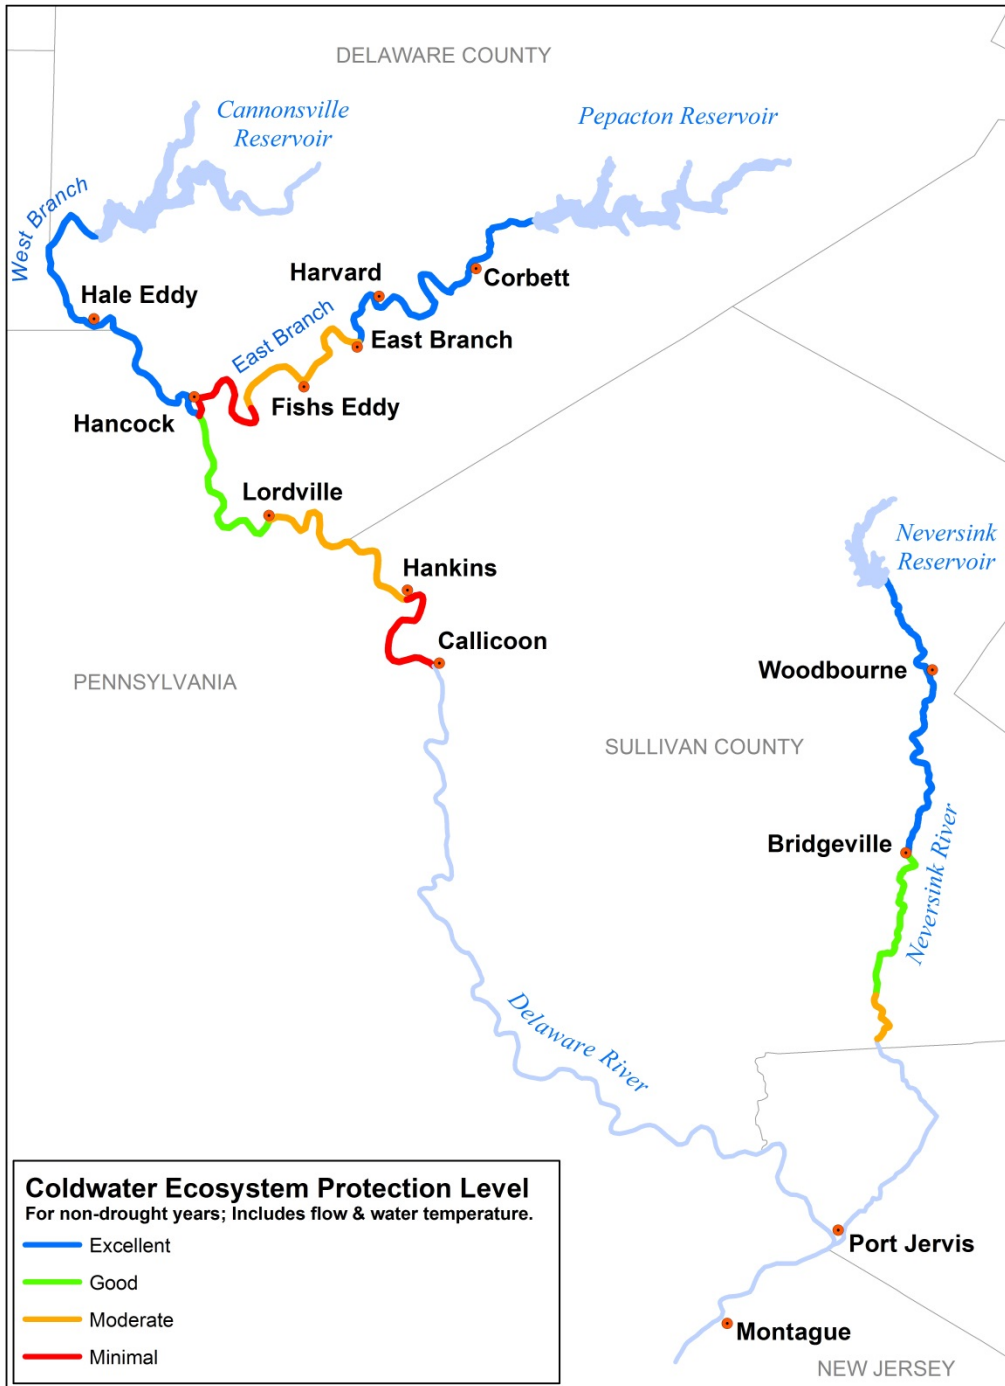 DELAWARE COUNTY
Cannonsville
Reservoir
Pepacton Reservoir
West Branch
Harvard
Corbett
Hale Eddy
East Branch
East Branch
Fishs Eddy
Hancock
Lordville
Neversink
Reservoir
Hankins
Callicoon
Woodbourne
PENNSYLVANIA
SULLIVAN COUNTY
Bridgeville
Neversink River
Delaware River
Coldwater Ecosystem Protection Level
For non-drought years; Includes flow & water temperature.
Excellent
Good
Moderate
Minimal
Port Jervis
Montague
NEW JERSEY